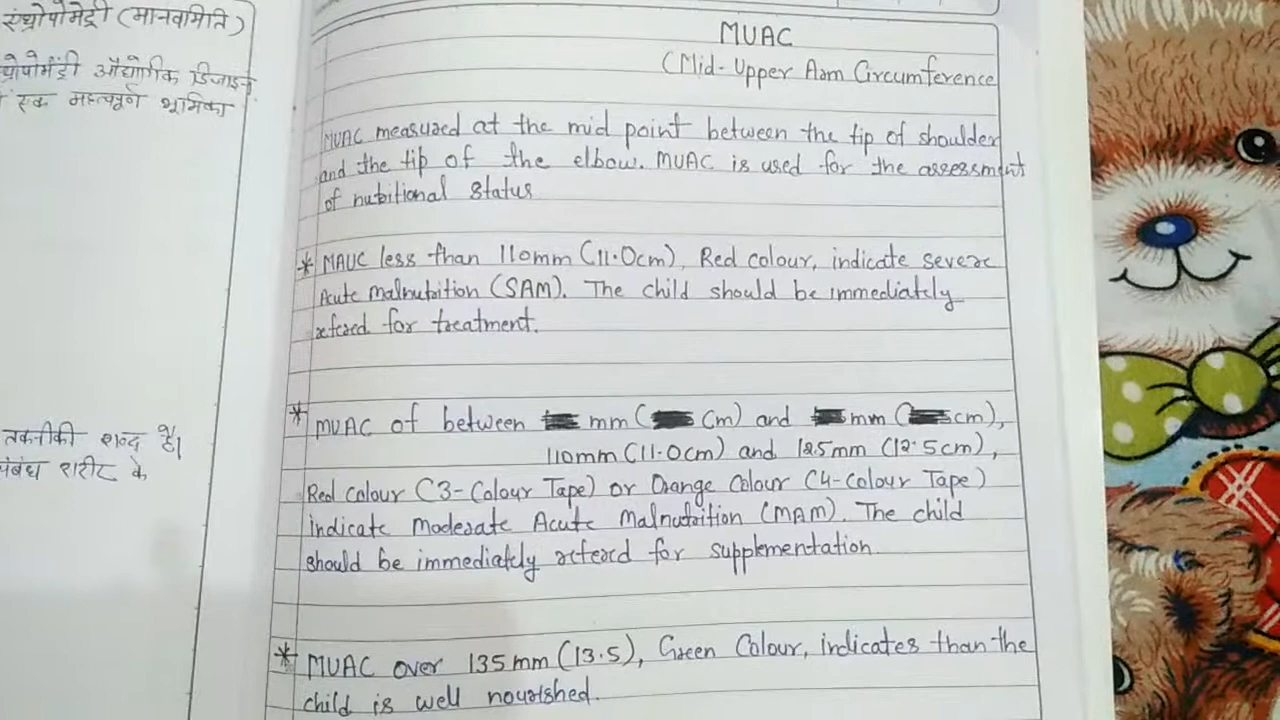 एंथ्रोपोमेट्री (मानवमिति)
थ्रोपोमेट्री औद्योगिक डिजाइन
एक महत्वपूर्ण भूमिका
तकनीकी शब्द है।
संबंध शरीर के
MUAC
(Mid-Upper Arm Circumference
MUAC measured at the mid point between the tip of shoulder
and the tip of the elbow. MUAC is used for the assessment
of nutritional status
* MAUC less than 110mm (11.0cm), Red colour, indicate severe
Acute Malnutrition (SAM). The child should be immediately
refered for treatment.
* MUAC of between mm ( cm) and mm ( cm),
110mm (11.0cm) and 12.5mm (12.5cm),
Red colour (3-Colour Tape) or Orange Colour (4-colour Tape)
indicate Moderate Acute Malnutrition (MAM). The child
should be immediately refered for supplementation.
* MUAC over 135mm (13.5), Green Colour, indicates than the
child is well nourished.